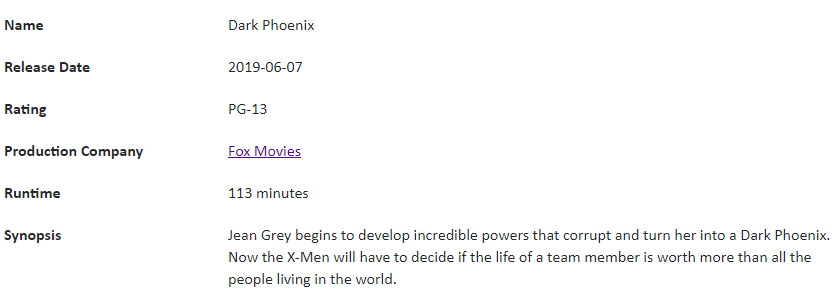 Name Dark Phoenix
Release Date 2019-06-07
Rating PG-13
Production Company Fox Movies
Runtime 113 minutes
Synopsis Jean Grey begins to develop incredible powers that corrupt and turn her into a Dark Phoenix.
Now the X-Men will have to decide if the life of a team member is worth more than all the
people living in the world.